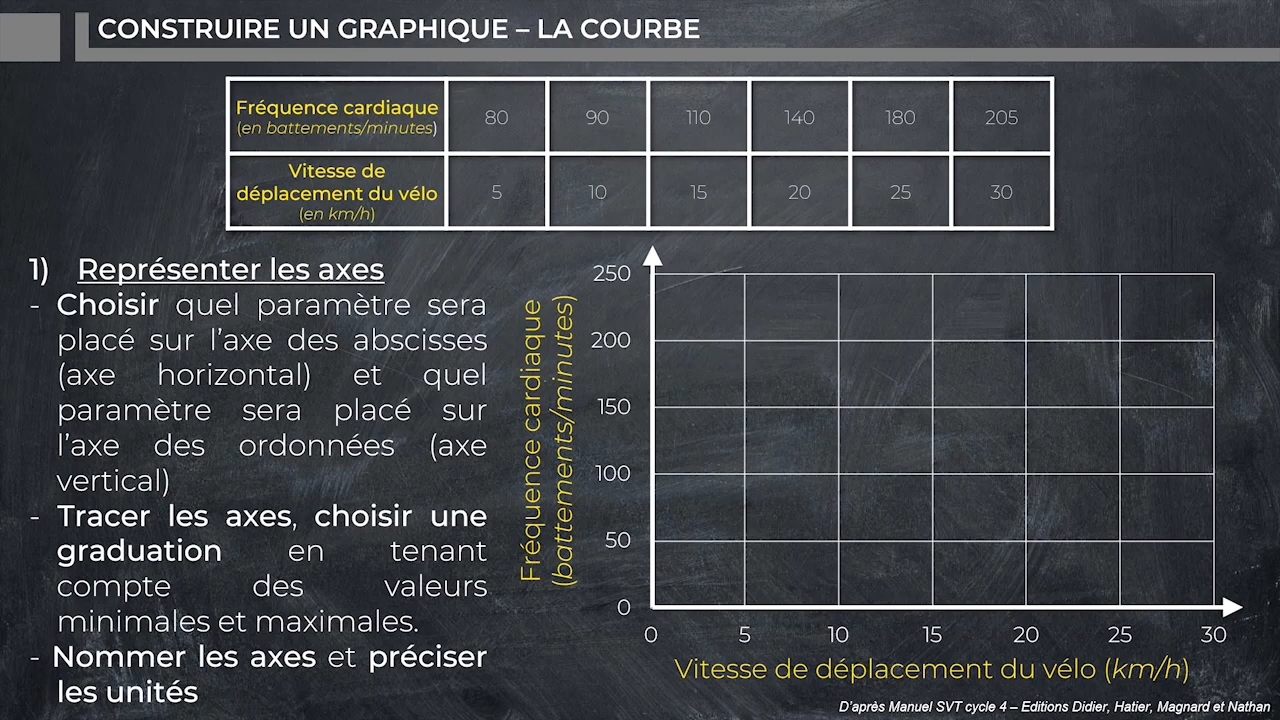 CONSTRUIRE UN GRAPHIQUE – LA COURBE
Fréquence cardiaque
(en battements/minutes)
80 90 110 140 180 205
Vitesse de
déplacement du vélo
(en km/h)
5 10 15 20 25 30
1) Représenter les axes
- Choisir quel paramètre sera
placé sur l’axe des abscisses
(axe horizontal) et quel
paramètre sera placé sur
l’axe des ordonnées (axe
vertical)
- Tracer les axes, choisir une
graduation en tenant
compte des valeurs
minimales et maximales.
- Nommer les axes et préciser
les unités
Fréquence cardiaque
(battements/minutes)
250
200
150
100
50
0
0 5 10 15 20 25 30
Vitesse de déplacement du vélo (km/h)
D’après Manuel SVT cycle 4 – Editions Didier, Hatier, Magnard et Nathan